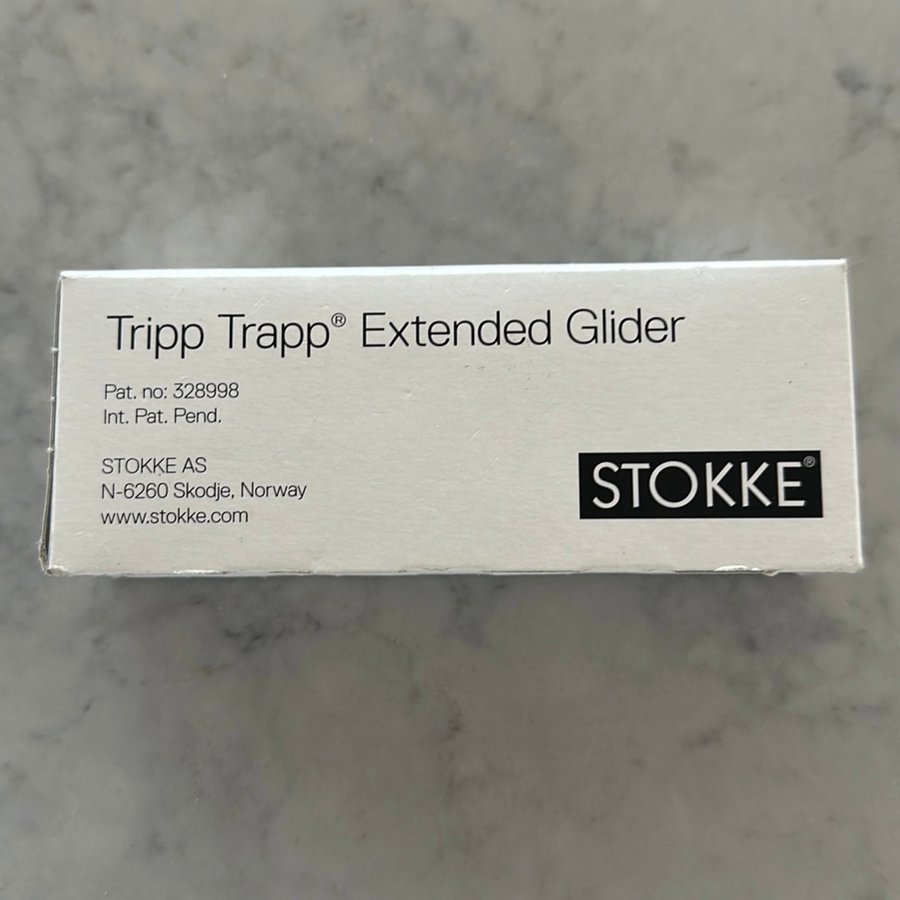 Tripp Trapp® Extended Glider
Pat. no: 328998
Int. Pat. Pend.
STOKKE AS
N-6260 Skodje, Norway
www.stokke.com
STOKKE®